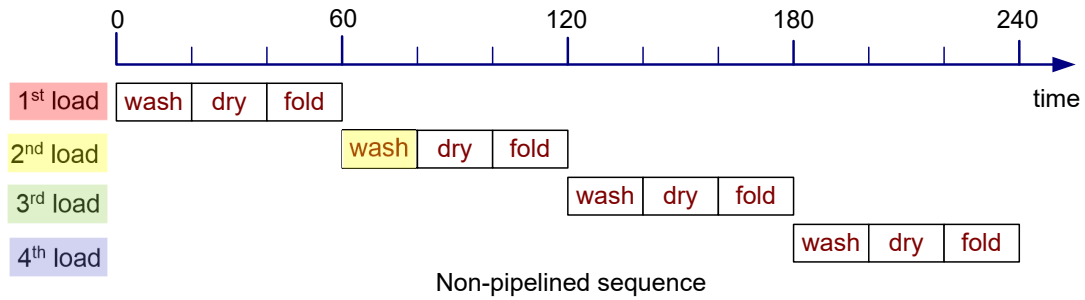 0 60 120 180 240
time
1st load wash dry fold
2nd load wash dry fold
3rd load wash dry fold
4th load wash dry fold
Non-pipelined sequence